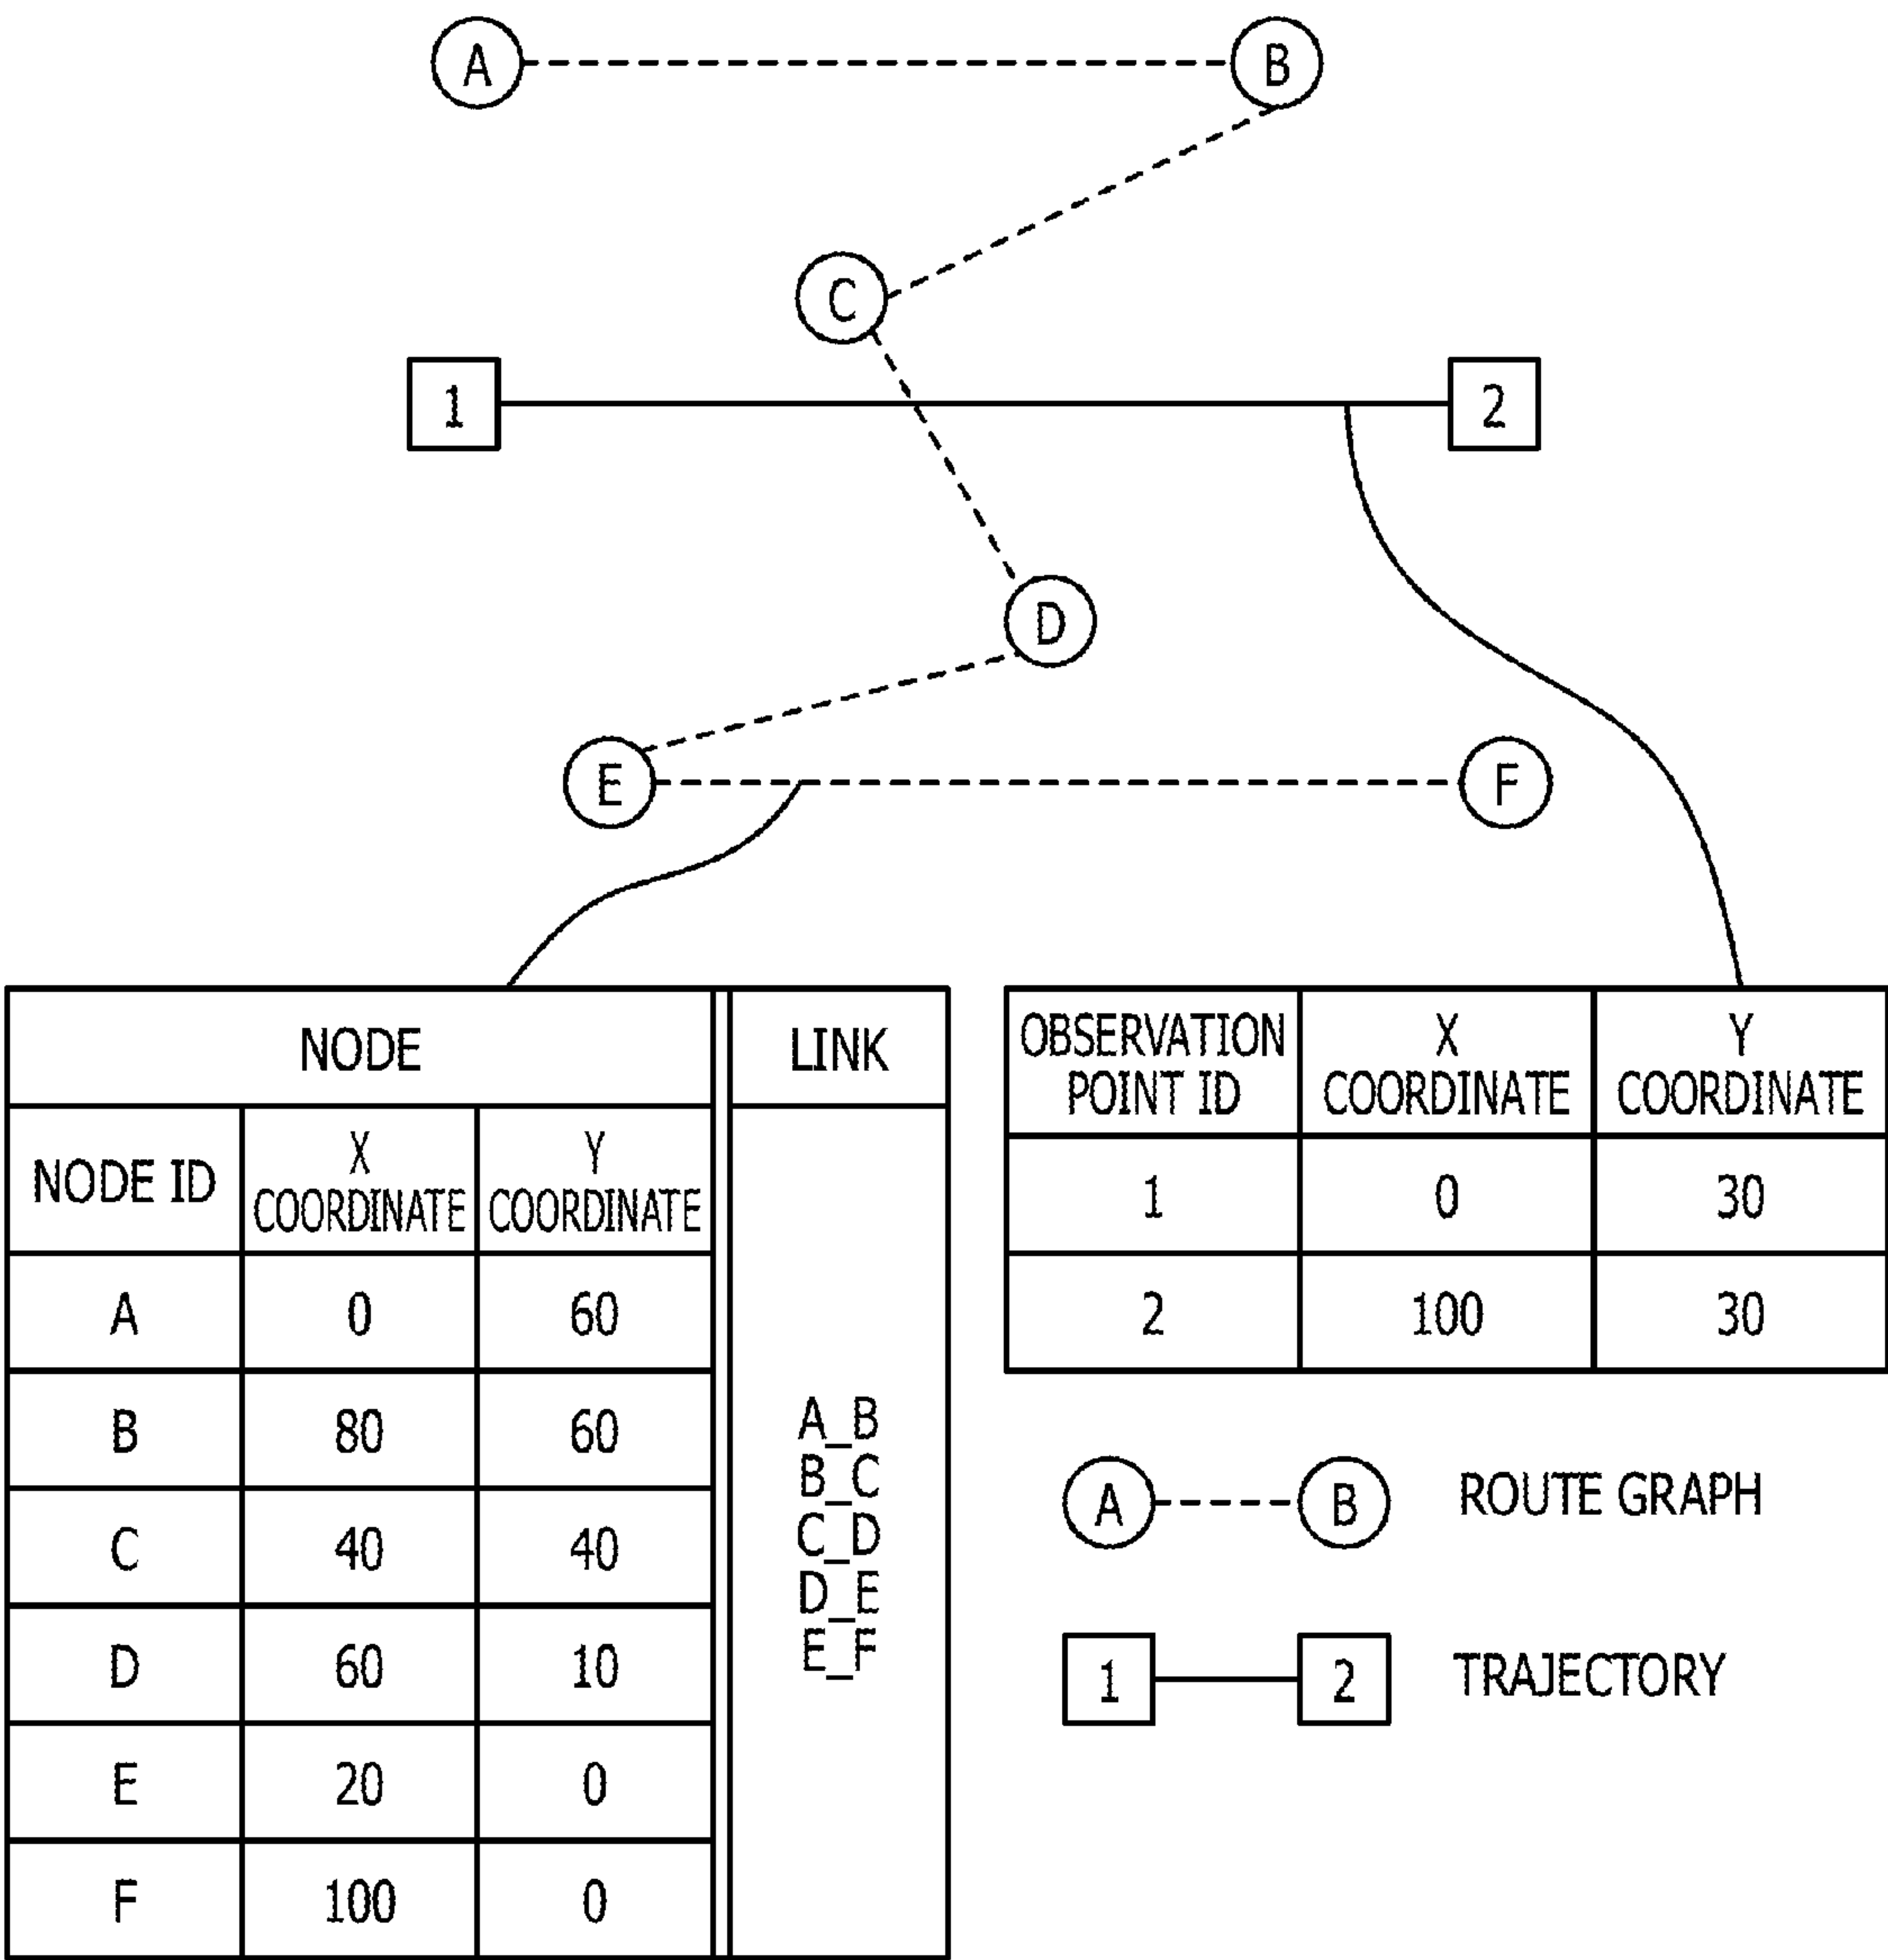 A
B
C
1
2
D
E
F
NODE
LINK
NODE ID
X
COORDINATE
Y
COORDINATE
A 0 60
B 80 60
C 40 40
D 60 10
E 20 0
F 100 0
A_B
B_C
C_D
D_E
E_F
OBSERVATION
POINT ID
X
COORDINATE
Y
COORDINATE
1 0 30
2 100 30
A B ROUTE GRAPH
1 2 TRAJECTORY